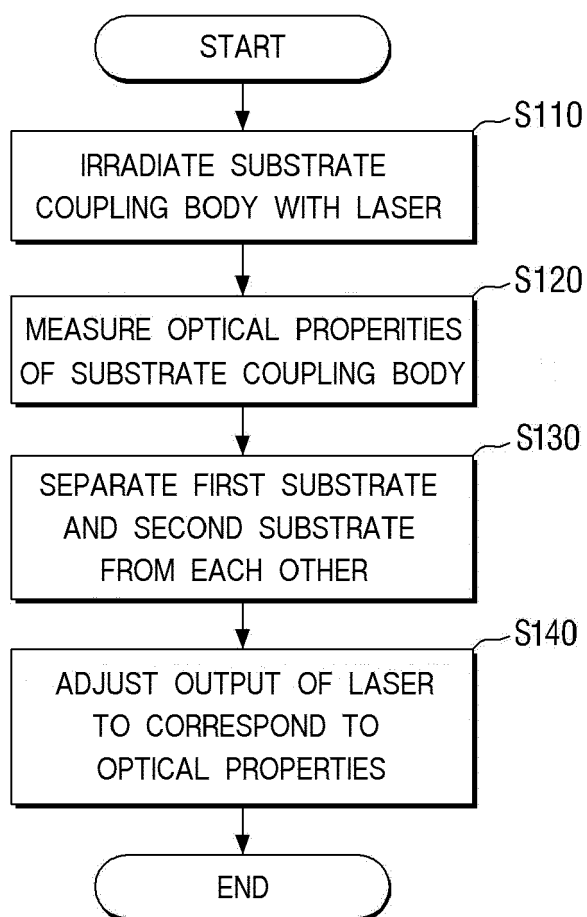 START
S110
IRRADIATE SUBSTRATE
COUPLING BODY WITH LASER
S120
MEASURE OPTICAL PROPERITIES
OF SUBSTRATE COUPLING BODY
S130
SEPARATE FIRST SUBSTRATE
AND SECOND SUBSTRATE
FROM EACH OTHER
S140
ADJUST OUTPUT OF LASER
TO CORRESPOND TO
OPTICAL PROPERTIES
END